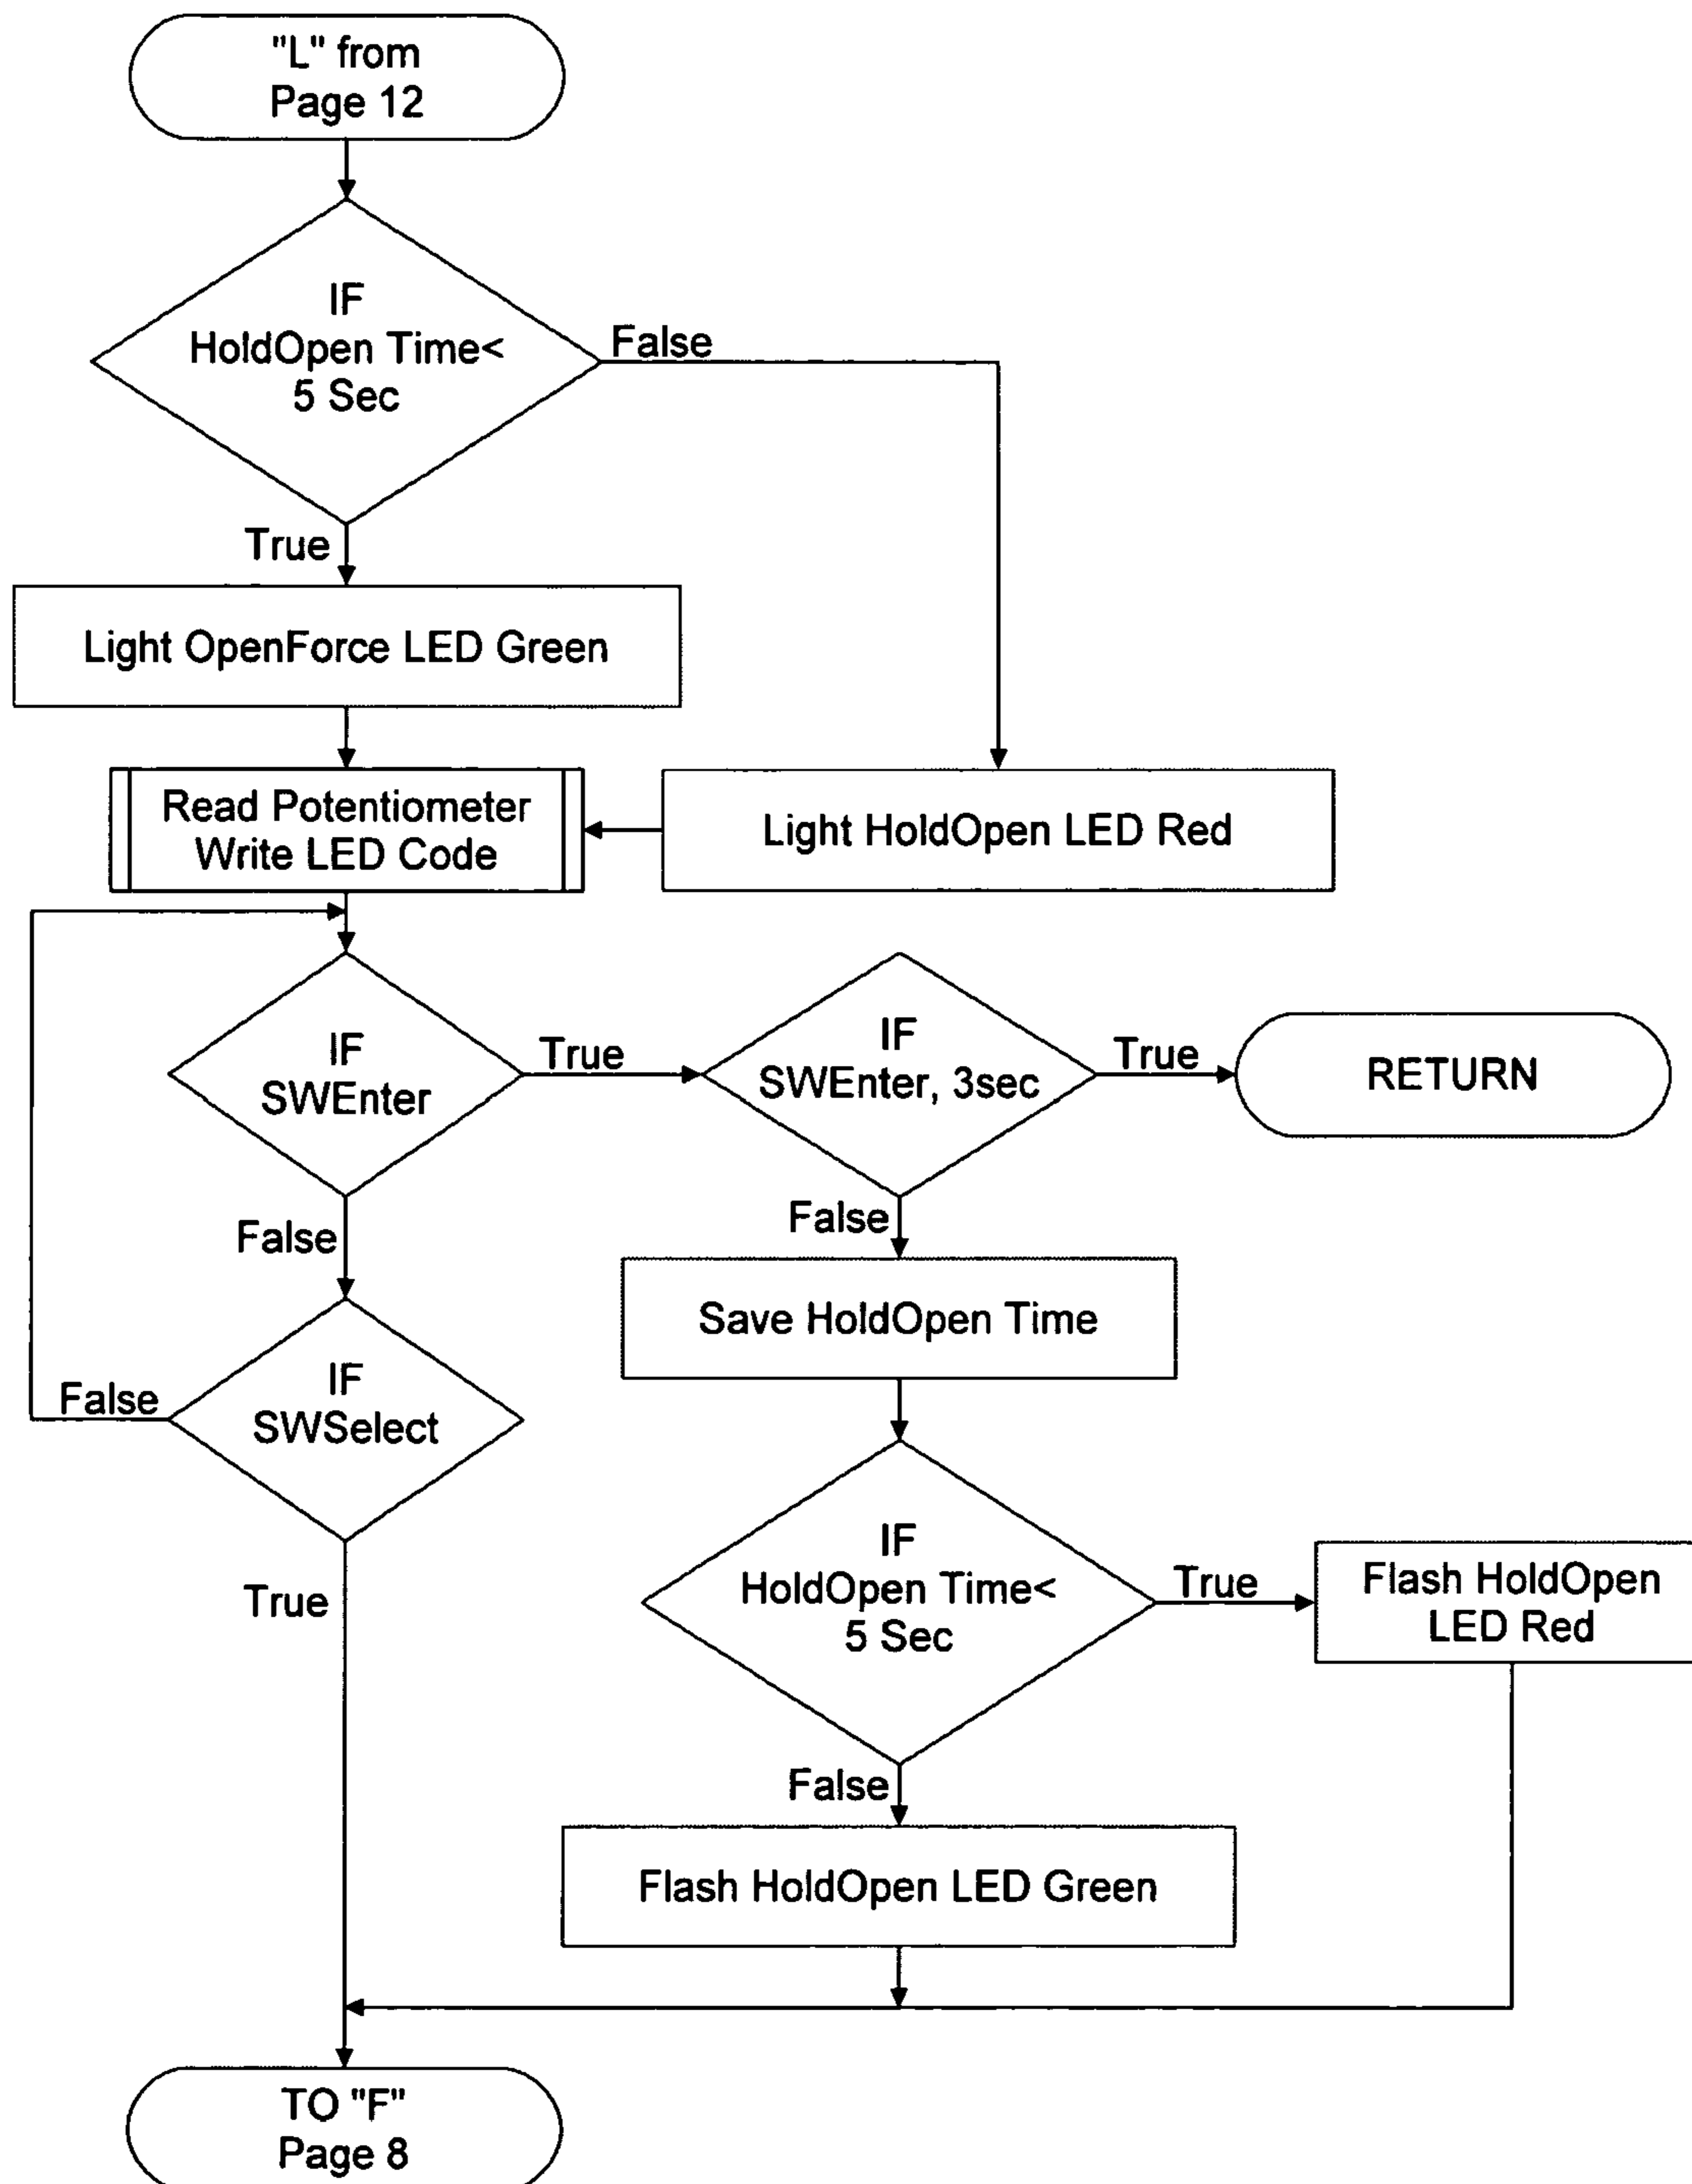 "L" from
Page 12
IF
HoldOpen Time<
5 Sec
False
True
Light OpenForce LED Green
Read Potentiometer
Write LED Code
Light HoldOpen LED Red
IF
SWEnter
True
IF
SWEnter, 3sec
True
RETURN
False
False
Save HoldOpen Time
IF
SWSelect
False
True
IF
HoldOpen Time<
5 Sec
True
Flash HoldOpen
LED Red
False
Flash HoldOpen LED Green
TO "F"
Page 8